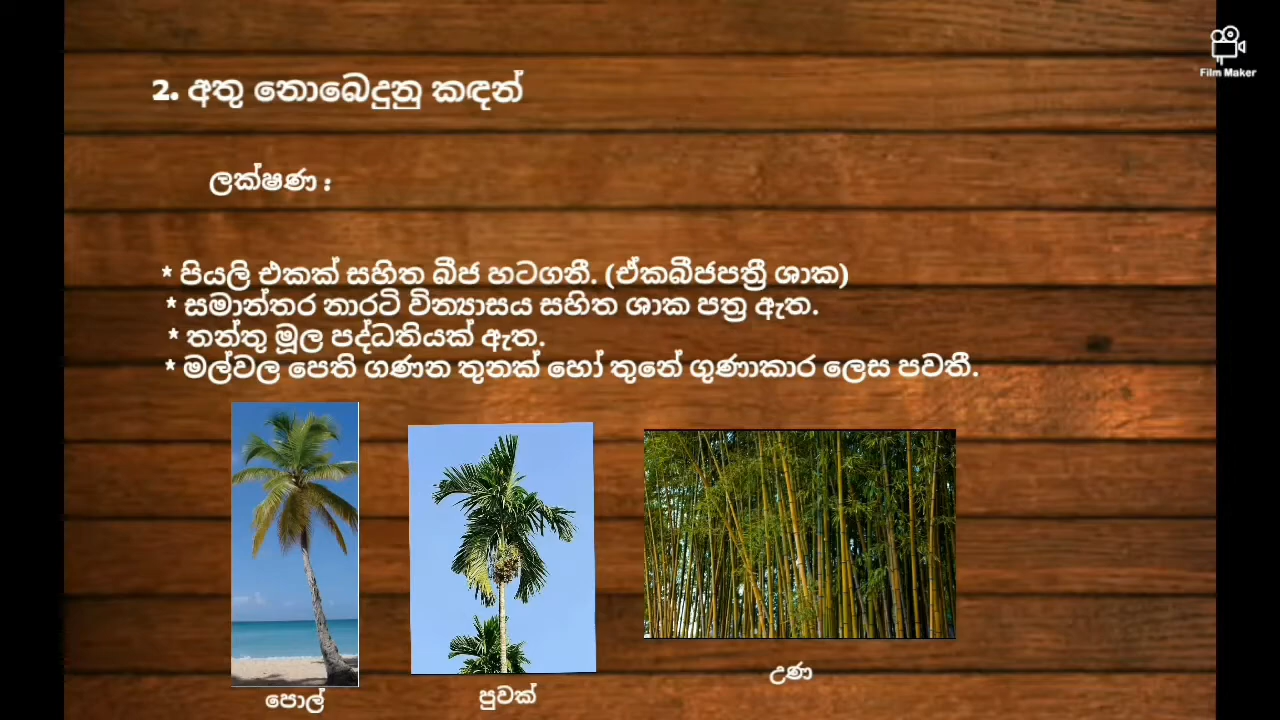 Film Maker
2. අතු නොබෙදුනු කඳන්
ලක්ෂණ :
* පියලි එකක් සහිත බීජ හටගනී. (ඒකබීජපත්‍රී ශාක)
* සමාන්තර නාරටි වින්‍යාසය සහිත ශාක පත්‍ර ඇත.
* තන්තු මූල පද්ධතියක් ඇත.
* මල්වල පෙති ගණන තුනක් හෝ තුනේ ගුණාකාර ලෙස පවතී.
පොල්
පුවක්
උණ